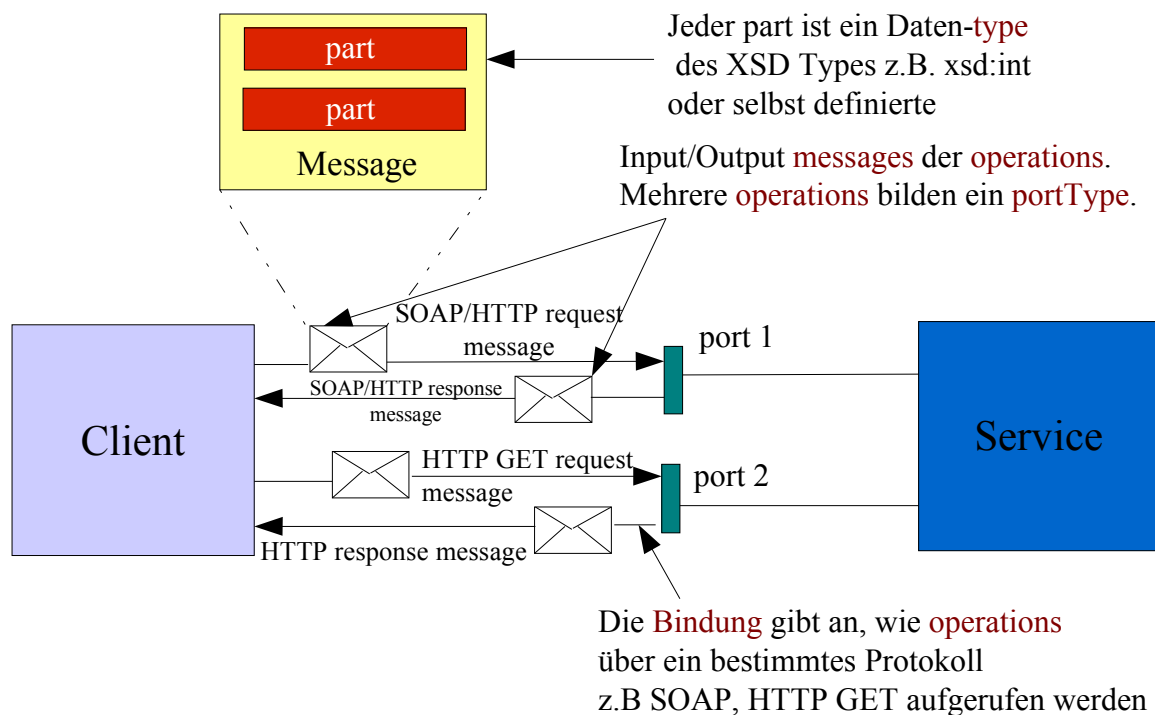 part
part
Message
Jeder part ist ein Daten-type
des XSD Types z.B. xsd:int
oder selbst definierte
Input/Output messages der operations.
Mehrere operations bilden ein portType.
Client
SOAP/HTTP request
message
port 1
SOAP/HTTP response
message
HTTP GET request
message
port 2
HTTP response message
Service
Die Bindung gibt an, wie operations
über ein bestimmtes Protokoll
z.B SOAP, HTTP GET aufgerufen werden